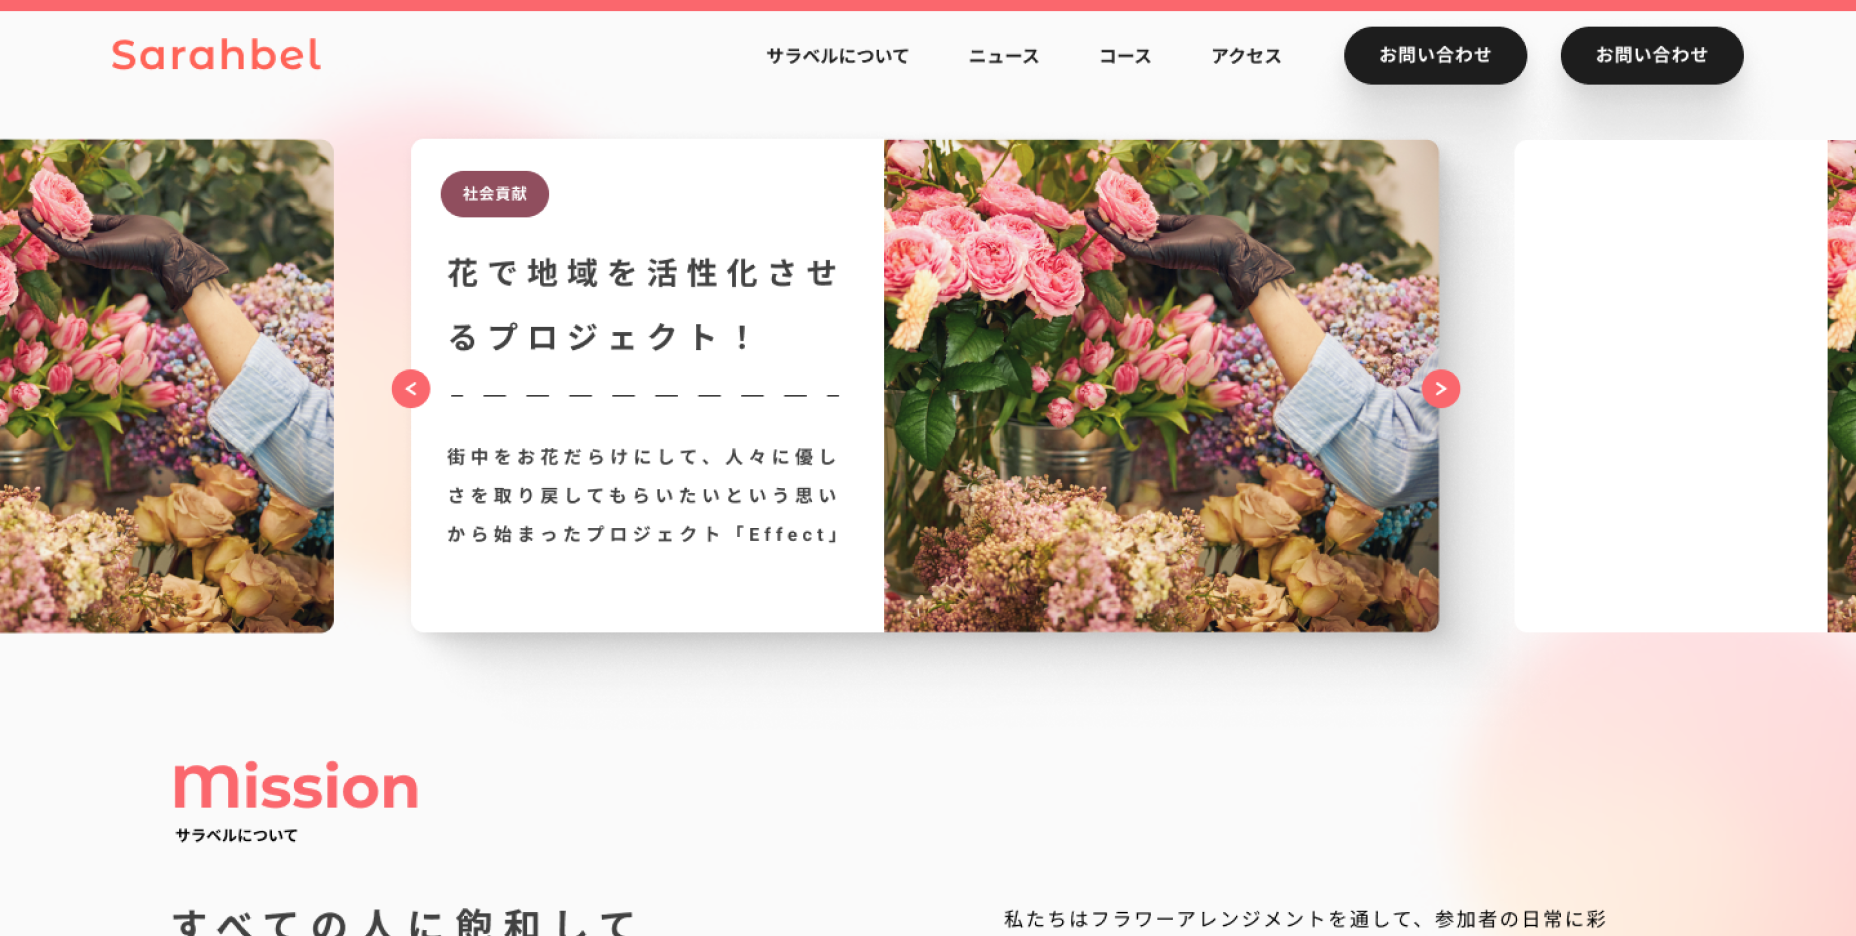 Sarahbel
サラベルについて
ニュース
コース
アクセス
お問い合わせ
お問い合わせ
社会貢献
花で地域を活性化させ
るプロジェクト！
街中をお花だらけにして、人々に優し
さを取り戻してもらいたいという思い
から始まったプロジェクト「Effect」
<
>
mission
サラベルについて
すべての人に飽和して
私たちはフラワーアレンジメントを通して、参加者の日常に彩